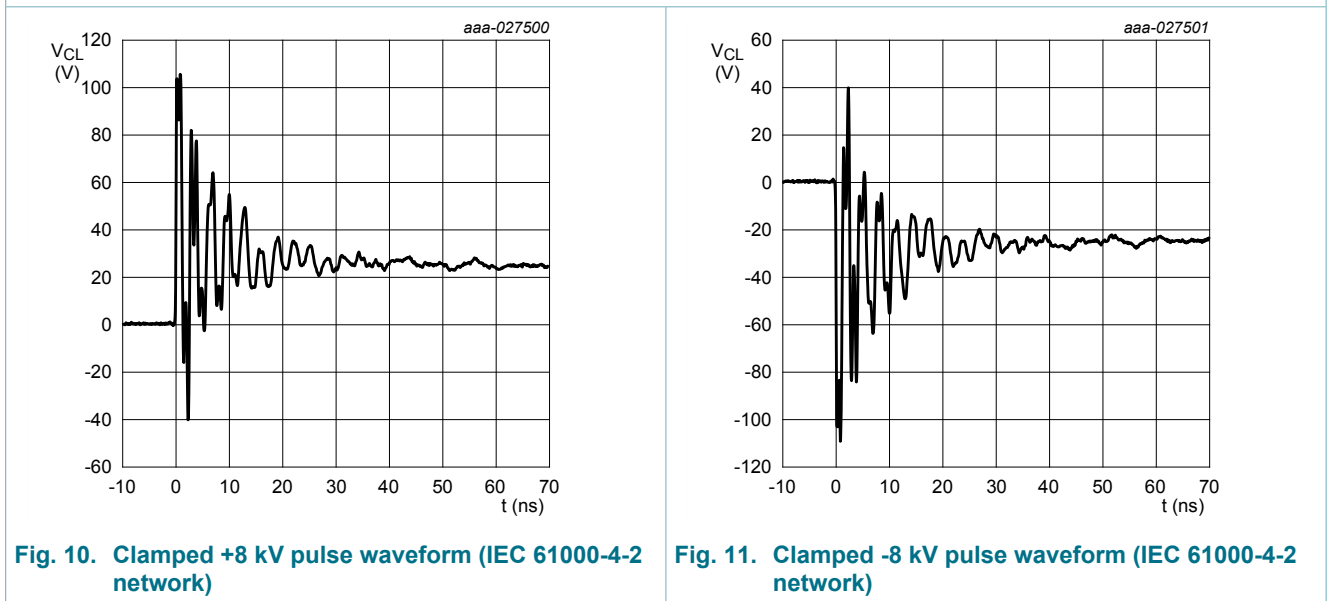 aaa-027500
VCL
(V)
120
100
80
60
40
20
0
-20
-40
-60
-10 0 10 20 30 40 50 60 70
t (ns)
Fig. 10. Clamped +8 kV pulse waveform (IEC 61000-4-2
network)
aaa-027501
VCL
(V)
60
40
20
0
-20
-40
-60
-80
-100
-120
-10 0 10 20 30 40 50 60 70
t (ns)
Fig. 11. Clamped -8 kV pulse waveform (IEC 61000-4-2
network)